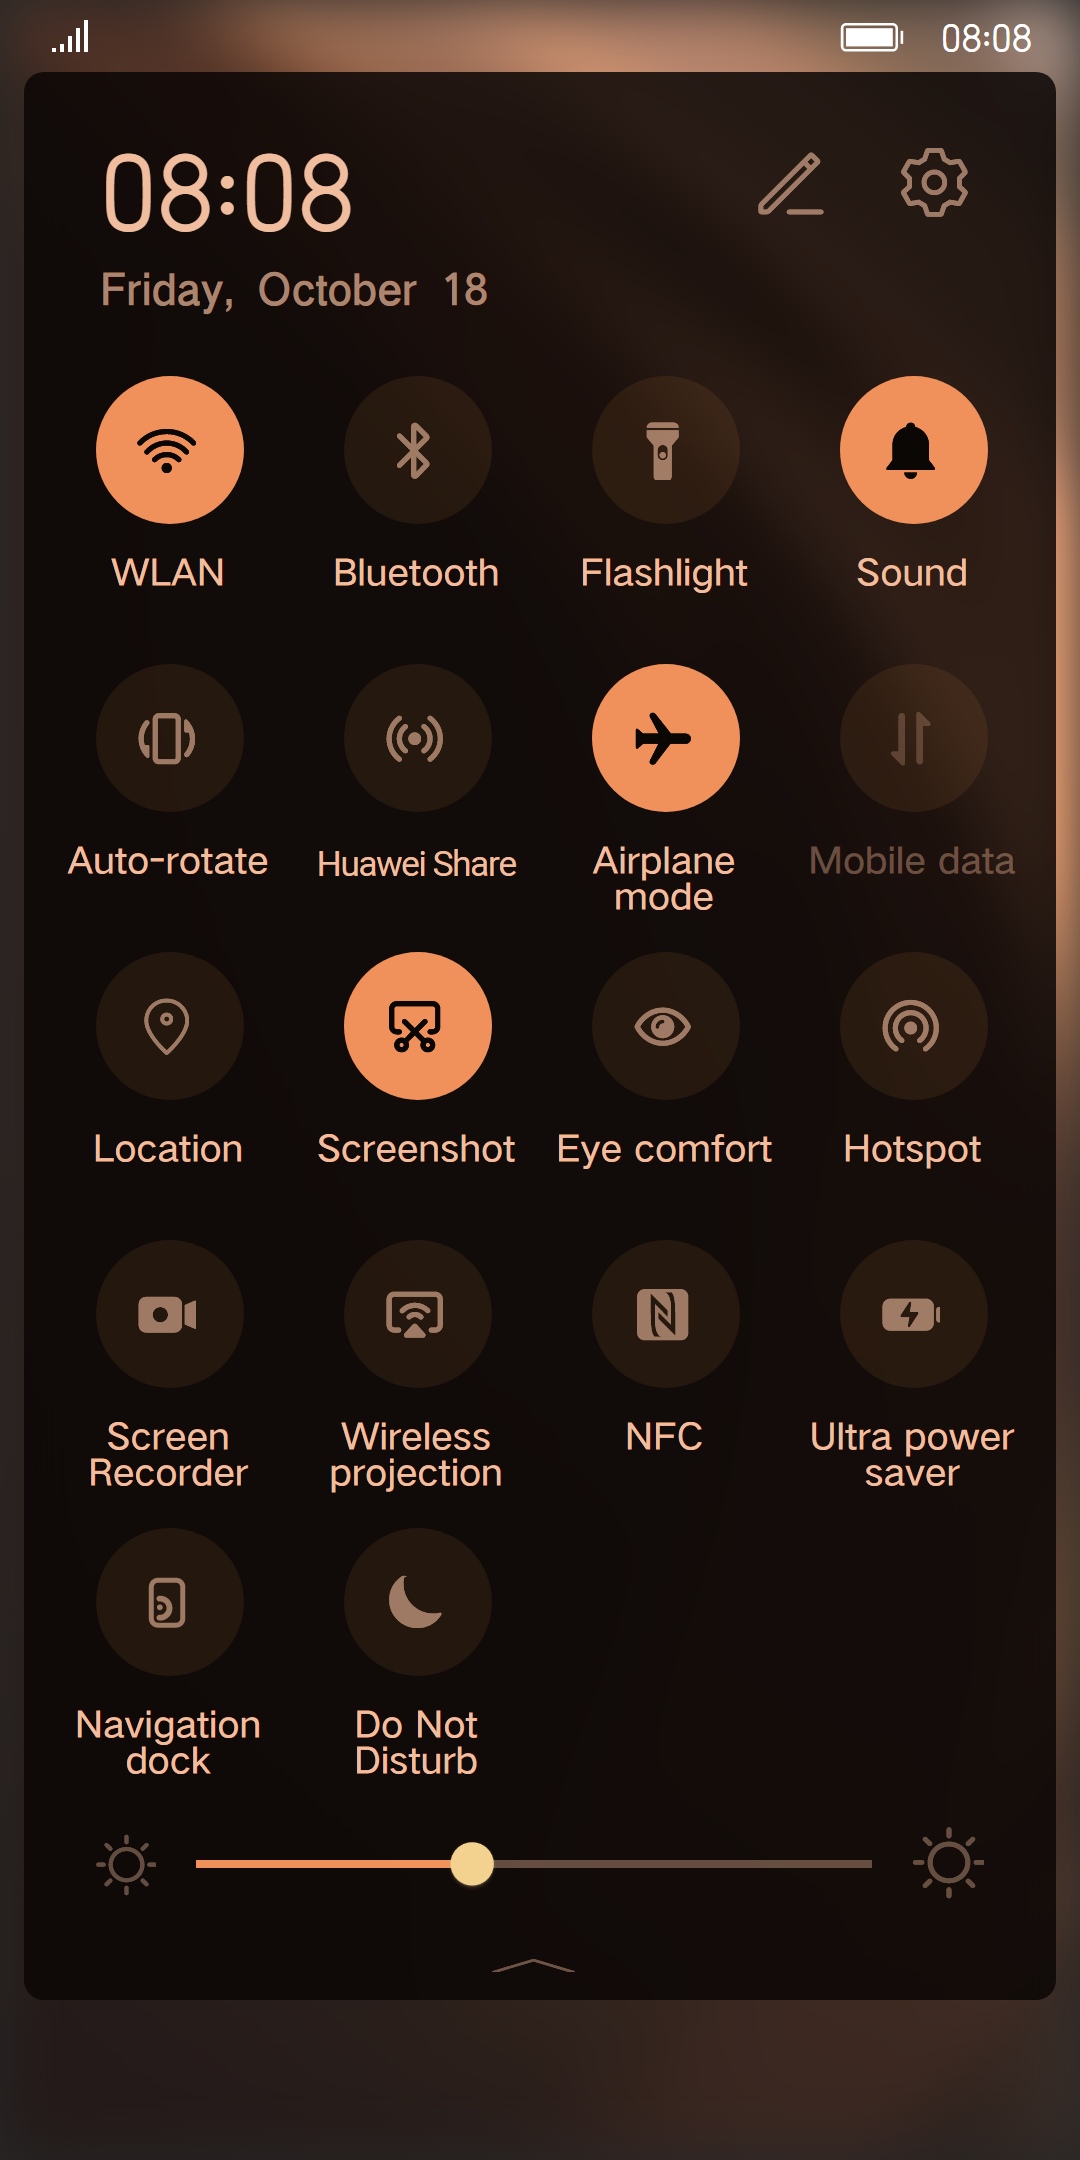 08:08
08:08
Friday, October 18
WLAN
Bluetooth
Flashlight
Sound
Auto-rotate
Huawei Share
Airplane
mode
Mobile data
Location
Screenshot
Eye comfort
Hotspot
Screen
Recorder
Wireless
projection
NFC
Ultra power
saver
Navigation
dock
Do Not
Disturb